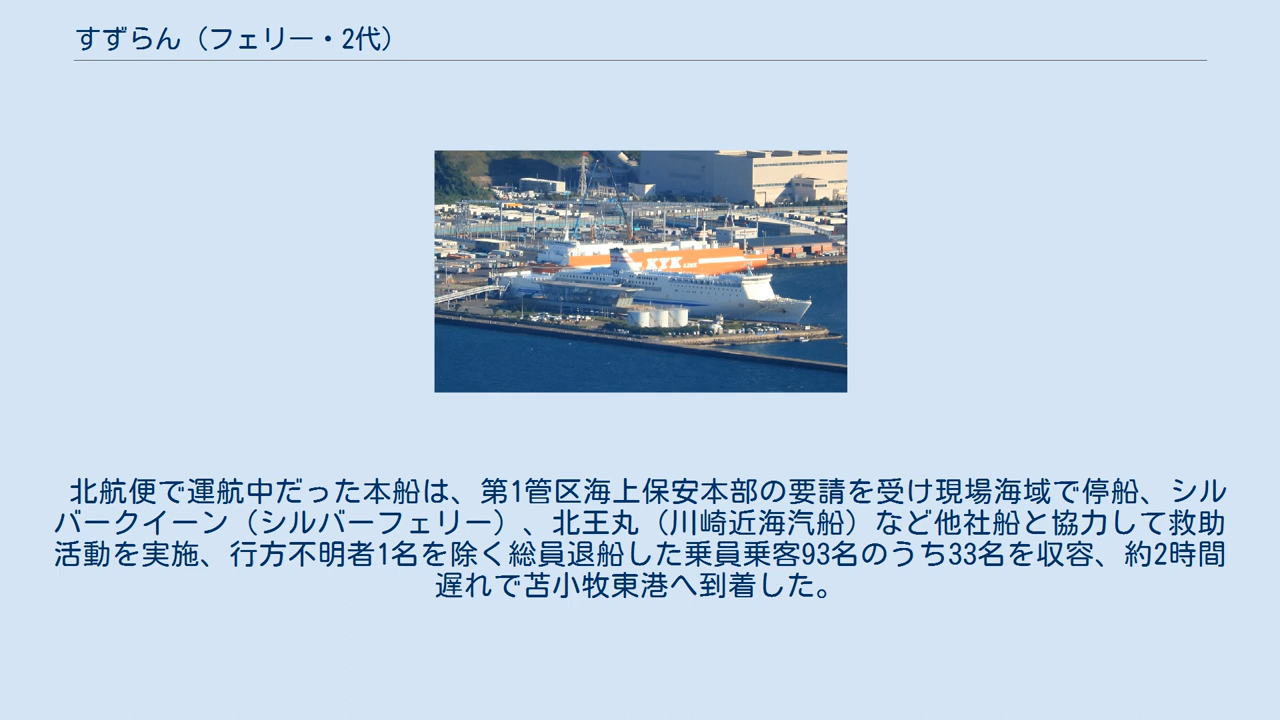 すずらん（フェリー・2代）
KYK LINE
北航便で運航中だった本船は、第1管区海上保安本部の要請を受け現場海域で停船、シル
バークイーン（シルバーフェリー）、北王丸（川崎近海汽船）など他社船と協力して救助
活動を実施、行方不明者1名を除く総員退船した乗員乗客93名のうち33名を収容、約2時間
遅れで苫小牧東港へ到着した。